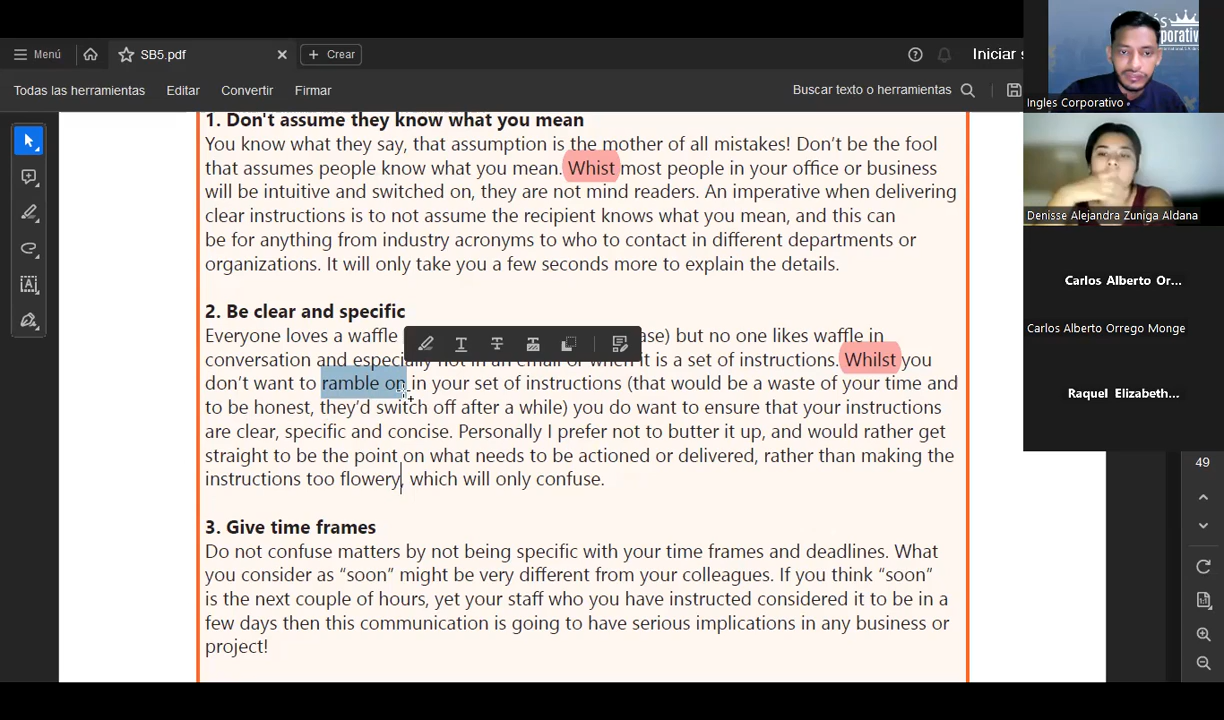 Menú
SB5.pdf
Crear
Iniciar s
Todas las herramientas
Editar
Convertir
Firmar
Buscar texto o herramientas
1. Don't assume they know what you mean
You know what they say, that assumption is the mother of all mistakes! Don't be the fool
that assumes people know what you mean. Whist most people in your office or business
will be intuitive and switched on, they are not mind readers. An imperative when delivering
clear instructions is to not assume the recipient knows what you mean, and this can
be for anything from industry acronyms to who to contact in different departments or
organizations. It will only take you a few seconds more to explain the details.
2. Be clear and specific
Everyone loves a waffle ase) but no one likes waffle in
conversation and especially not in an email or when it is a set of instructions. Whilst you
don't want to ramble on in your set of instructions (that would be a waste of your time and
to be honest, they'd switch off after a while) you do want to ensure that your instructions
are clear, specific and concise. Personally I prefer not to butter it up, and would rather get
straight to be the point on what needs to be actioned or delivered, rather than making the
instructions too flowery, which will only confuse.
3. Give time frames
Do not confuse matters by not being specific with your time frames and deadlines. What
you consider as “soon” might be very different from your colleagues. If you think “soon”
is the next couple of hours, yet your staff who you have instructed considered it to be in a
few days then this communication is going to have serious implications in any business or
project!
49
Ingles Corporativo
Denisse Alejandra Zuniga Aldana
Carlos Alberto Or...
Carlos Alberto Orrego Monge
Raquel Elizabeth...